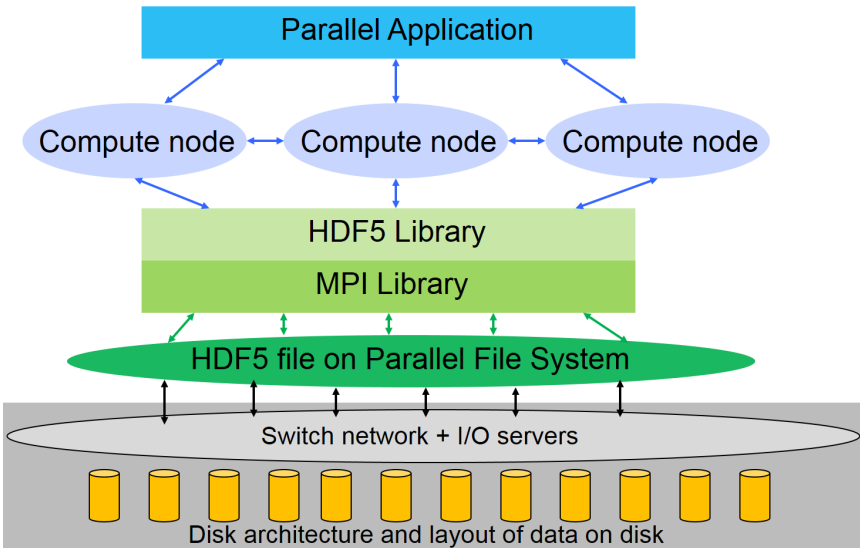 Parallel Application
Compute node Compute node Compute node
HDF5 Library
MPI Library
HDF5 file on Parallel File System
Switch network + I/O servers
Disk architecture and layout of data on disk